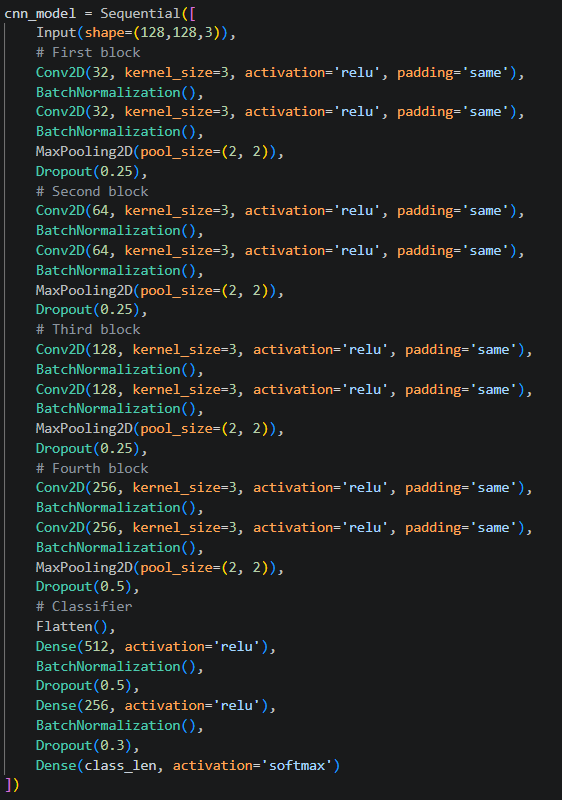 cnn_model = Sequential([
    Input(shape=(128,128,3)),
    # First block
    Conv2D(32, kernel_size=3, activation='relu', padding='same'),
    BatchNormalization(),
    Conv2D(32, kernel_size=3, activation='relu', padding='same'),
    BatchNormalization(),
    MaxPooling2D(pool_size=(2, 2)),
    Dropout(0.25),
    # Second block
    Conv2D(64, kernel_size=3, activation='relu', padding='same'),
    BatchNormalization(),
    Conv2D(64, kernel_size=3, activation='relu', padding='same'),
    BatchNormalization(),
    MaxPooling2D(pool_size=(2, 2)),
    Dropout(0.25),
    # Third block
    Conv2D(128, kernel_size=3, activation='relu', padding='same'),
    BatchNormalization(),
    Conv2D(128, kernel_size=3, activation='relu', padding='same'),
    BatchNormalization(),
    MaxPooling2D(pool_size=(2, 2)),
    Dropout(0.25),
    # Fourth block
    Conv2D(256, kernel_size=3, activation='relu', padding='same'),
    BatchNormalization(),
    Conv2D(256, kernel_size=3, activation='relu', padding='same'),
    BatchNormalization(),
    MaxPooling2D(pool_size=(2, 2)),
    Dropout(0.5),
    # Classifier
    Flatten(),
    Dense(512, activation='relu'),
    BatchNormalization(),
    Dropout(0.5),
    Dense(256, activation='relu'),
    BatchNormalization(),
    Dropout(0.3),
    Dense(class_len, activation='softmax')
])